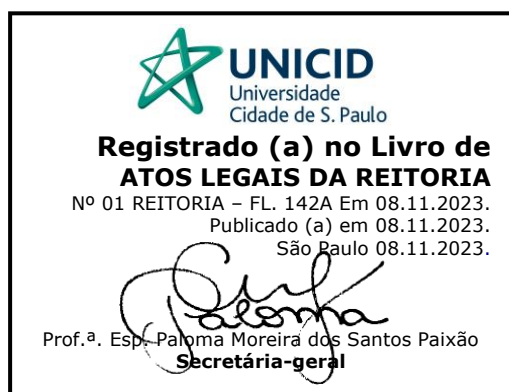 UNICID
Universidade
Cidade de S. Paulo
Registrado (a) no Livro de
ATOS LEGAIS DA REITORIA
Nº 01 REITORIA – FL. 142A Em 08.11.2023.
Publicado (a) em 08.11.2023.
São Paulo 08.11.2023.
Paloma
Prof.ª. Esp. Paloma Moreira dos Santos Paixão
Secretária-geral